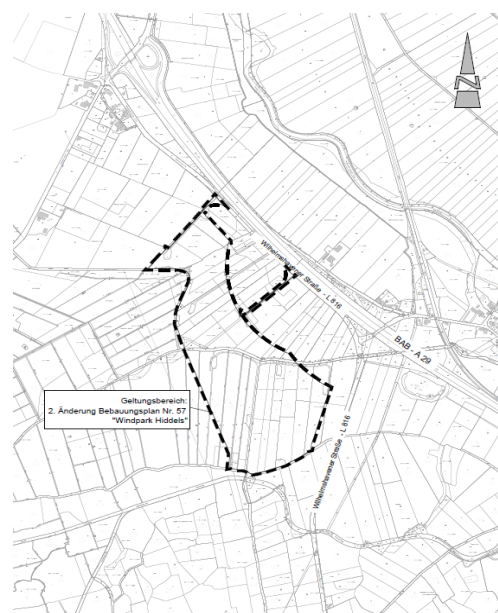 N
Wilhelmshavener Straße - L 816
BAB - A 29
Geltungsbereich:
2. Änderung Bebauungsplan Nr. 57
"Windpark Hiddels"
Wilhelmshavener Straße - L 816